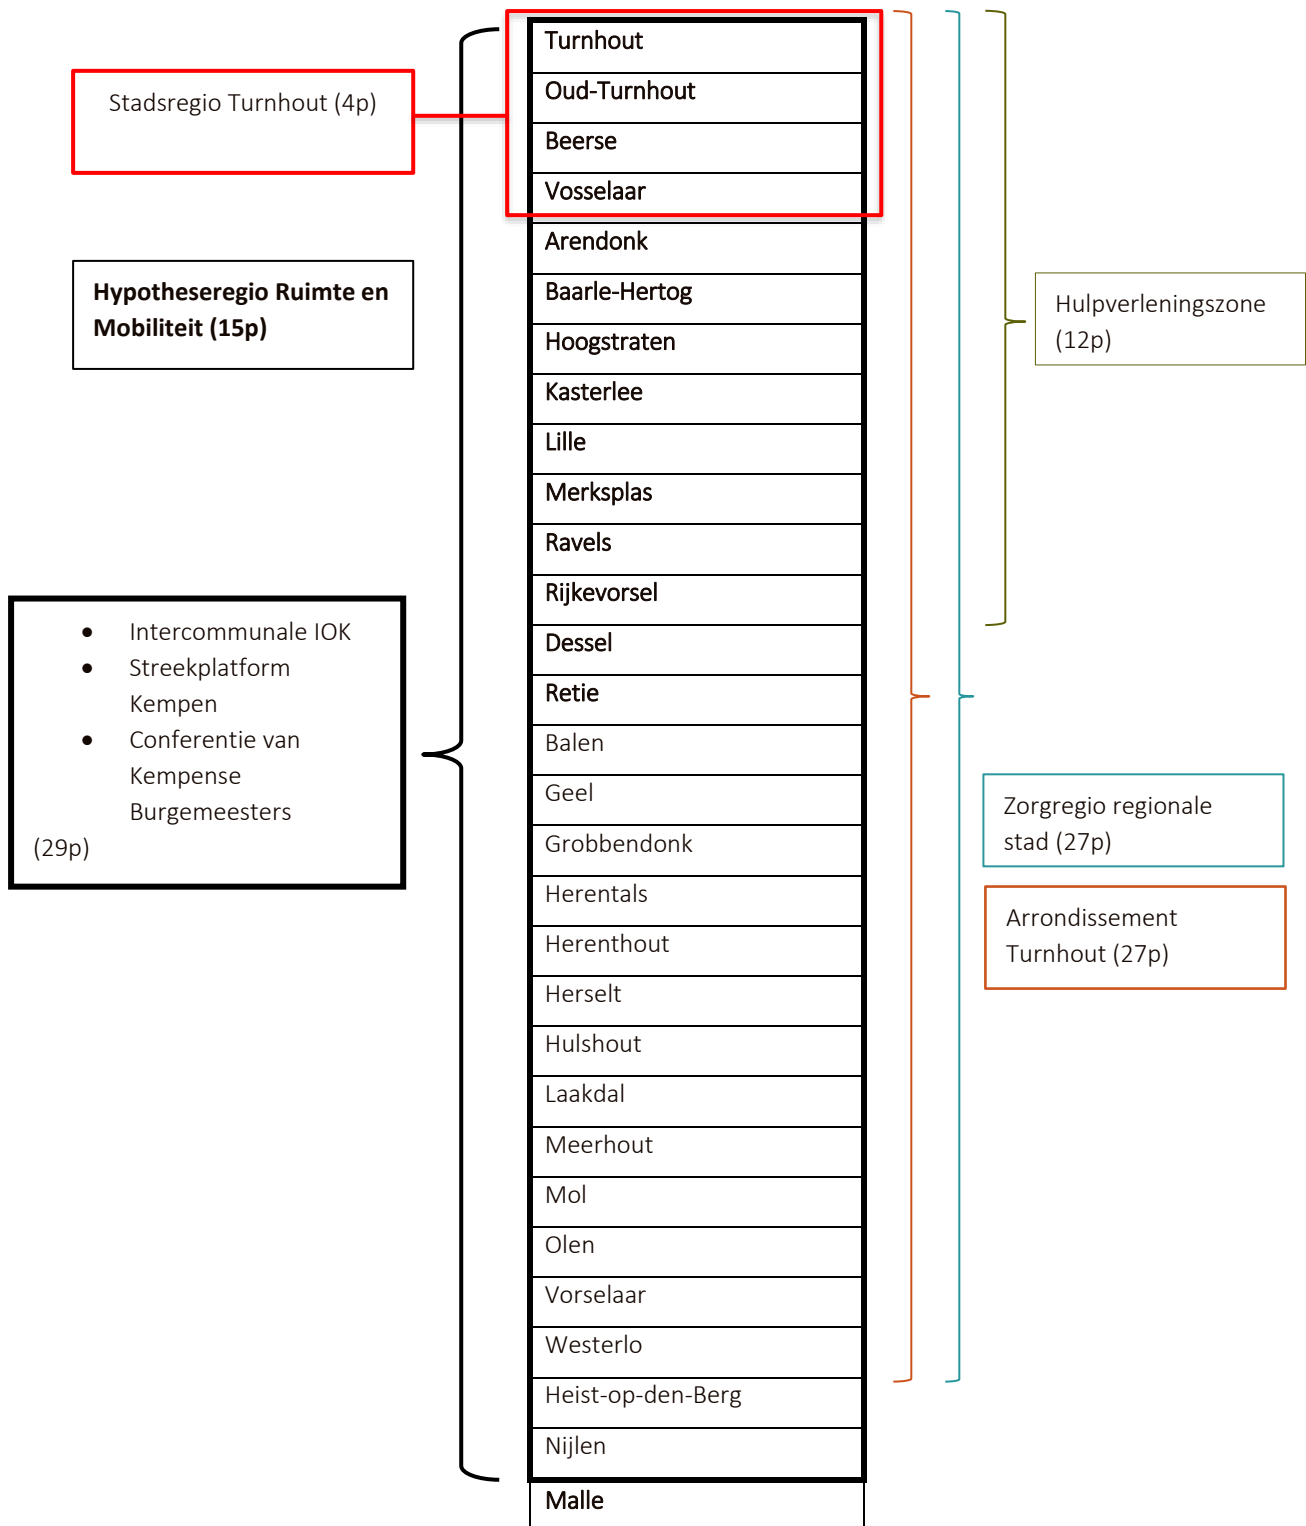 Stadsregio Turnhout (4p)
Hypotheseregio Ruimte en
Mobiliteit (15p)
• Intercommunale IOK
• Streekplatform
Kempen
• Conferentie van
Kempense
Burgemeesters
(29p)
Turnhout
Oud-Turnhout
Beerse
Vosselaar
Arendonk
Baarle-Hertog
Hoogstraten
Kasterlee
Lille
Merksplas
Ravels
Rijkevorsel
Dessel
Retie
Balen
Geel
Grobbendonk
Herentals
Herenthout
Herselt
Hulshout
Laakdal
Meerhout
Mol
Olen
Vorselaar
Westerlo
Heist-op-den-Berg
Nijlen
Malle
Hulpverleningszone
(12p)
Zorgregio regionale
stad (27p)
Arrondissement
Turnhout (27p)